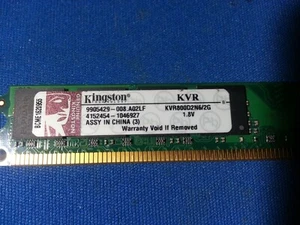 Kingston KVR
9905429-008.A02LF KVR800D2N6/2G
4152454-1046927 1.8V
ASSY IN CHINA (3)
Warranty Void If Removed